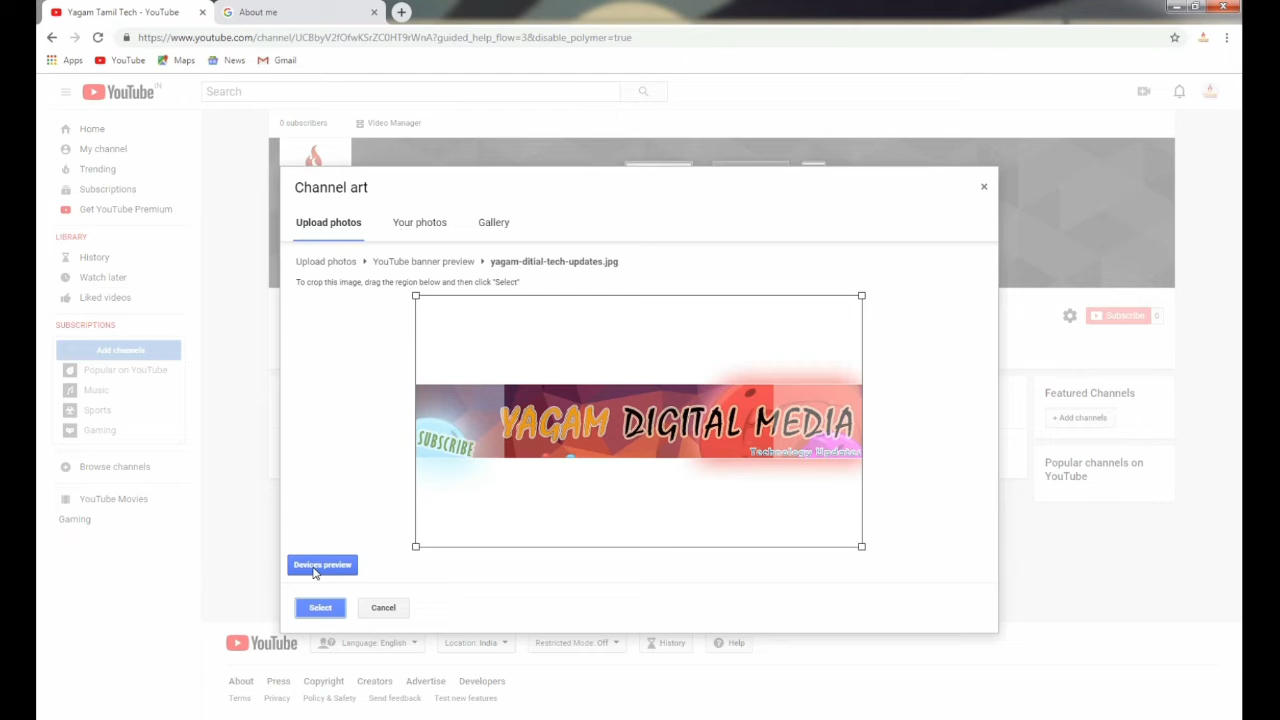 Yagam Tamil Tech - YouTube
About me
https://www.youtube.com/channel/UCBbyV2fOfwKSrZC0HT9rWnA?guided_help_flow=3&disable_polymer=true
Apps YouTube Maps News Gmail
YouTube IN
Search
0 subscribers Video Manager
Home
My channel
Trending
Subscriptions
Get YouTube Premium
LIBRARY
History
Watch later
Liked videos
SUBSCRIPTIONS
Add channels
Popular on YouTube
Music
Sports
Gaming
Browse channels
YouTube Movies
Gaming
Channel art
Upload photos Your photos Gallery
Upload photos YouTube banner preview yagam-ditial-tech-updates.jpg
To crop this image, drag the region below and then click "Select"
SUBSCRIBE
YAGAM DIGITAL MEDIA
Technology Updates
Devices preview
Select Cancel
Subscribe 0
Featured Channels
+ Add channels
Popular channels on
YouTube
YouTube Language: English Location: India Restricted Mode: Off History Help
About Press Copyright Creators Advertise Developers
Terms Privacy Policy & Safety Send feedback Test new features